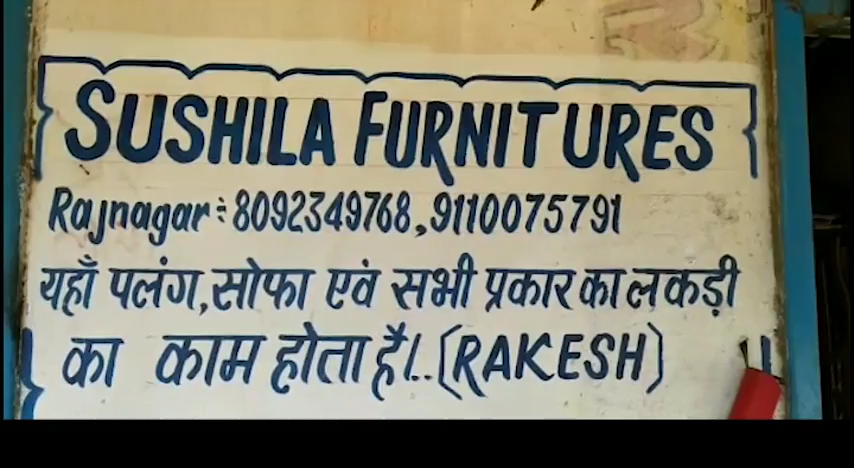 SUSHILA FURNITURES
Rajnagar: 8092349768, 9110075791
यहाँ पलंग, सोफा एवं सभी प्रकार का लकड़ी
का काम होता है।..(RAKESH)